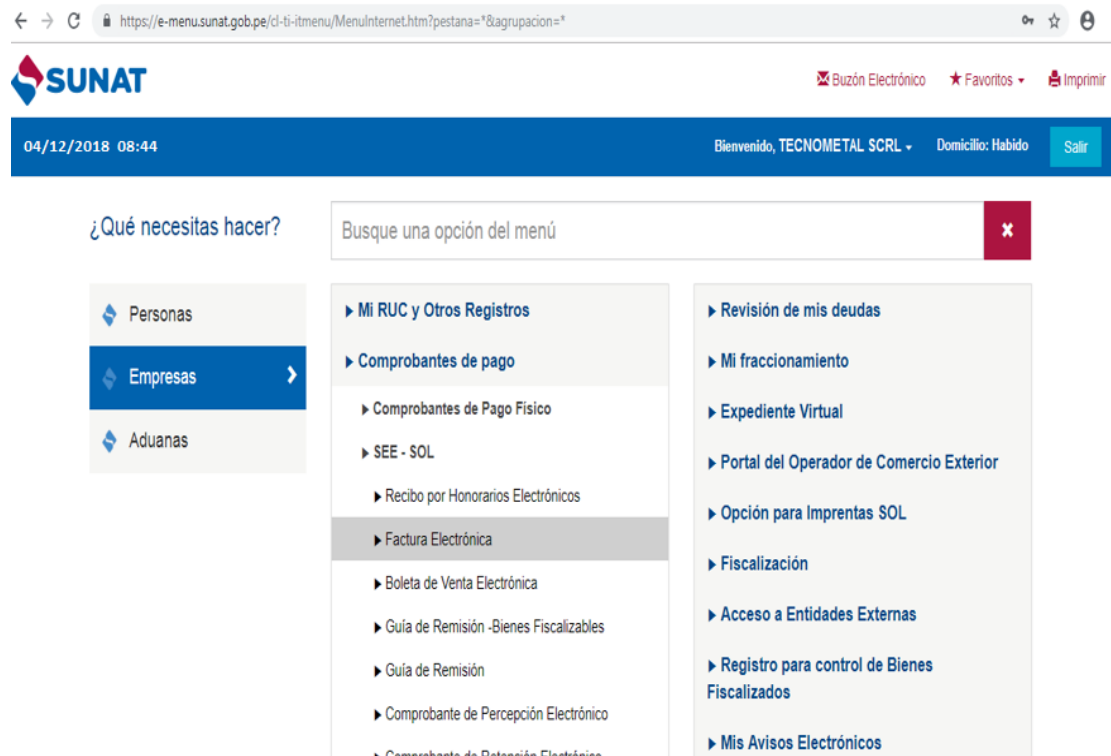 https://e-menu.sunat.gob.pe/cl-ti-itmenu/MenuInternet.htm?pestana=*&agrupacion=*
SUNAT
Buzón Electrónico
Favoritos
Imprimir
04/12/2018 08:44
Bienvenido, TECNOMETAL SCRL
Domicilio: Habido
Salir
¿Qué necesitas hacer?
Busque una opción del menú
Personas
Empresas
Aduanas
Mi RUC y Otros Registros
Comprobantes de pago
Comprobantes de Pago Fisico
SEE - SOL
Recibo por Honorarios Electrónicos
Factura Electrónica
Boleta de Venta Electrónica
Guía de Remisión -Bienes Fiscalizables
Guía de Remisión
Comprobante de Percepción Electrónico
Comprobante de Retención Electrónico
Revisión de mis deudas
Mi fraccionamiento
Expediente Virtual
Portal del Operador de Comercio Exterior
Opción para Imprentas SOL
Fiscalización
Acceso a Entidades Externas
Registro para control de Bienes
Fiscalizados
Mis Avisos Electrónicos